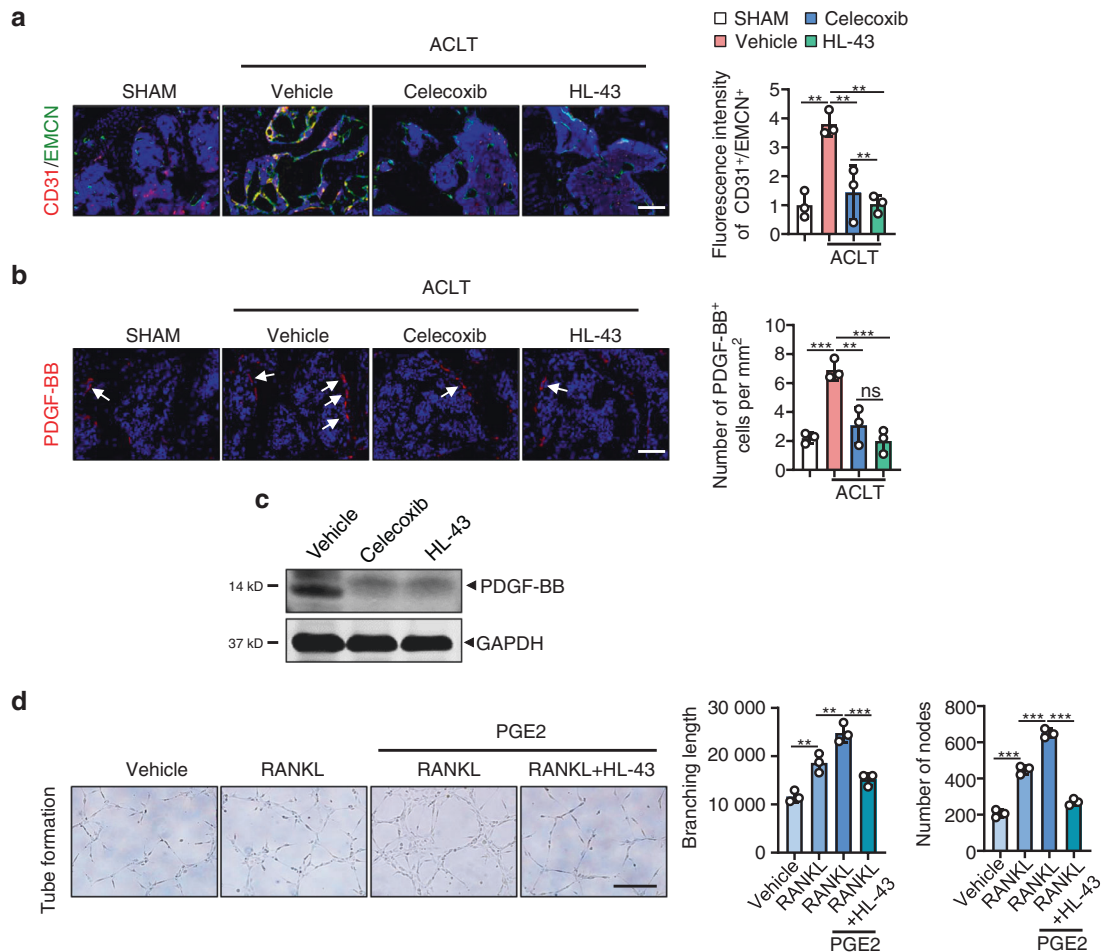 a
ACLT
SHAM
Vehicle
Celecoxib
HL-43
CD31/EMCN
SHAM
Celecoxib
Vehicle
HL-43
Fluorescence intensity
of CD31⁺/EMCN⁺
5
4
3
2
1
0
**
**
**
**
ACLT
b
ACLT
SHAM
Vehicle
Celecoxib
HL-43
PDGF-BB
Number of PDGF-BB⁺
cells per mm²
10
8
6
4
2
0
***
**
***
ns
ACLT
c
Vehicle
Celecoxib
HL-43
14 kD
PDGF-BB
37 kD
GAPDH
d
PGE2
Vehicle
RANKL
RANKL
RANKL+HL-43
Tube formation
Branching length
30 000
20 000
10 000
0
**
**
***
Vehicle
RANKL
RANKL
RANKL
+HL-43
PGE2
Number of nodes
800
600
400
200
0
***
***
***
Vehicle
RANKL
RANKL
RANKL
+HL-43
PGE2